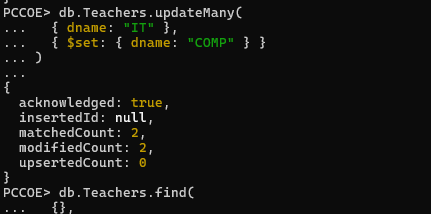 }
PCCOE> db.Teachers.updateMany(
...   { dname: "IT" },
...   { $set: { dname: "COMP" } }
... )
...
{
  acknowledged: true,
  insertedId: null,
  matchedCount: 2,
  modifiedCount: 2,
  upsertedCount: 0
}
PCCOE> db.Teachers.find(
...   {},